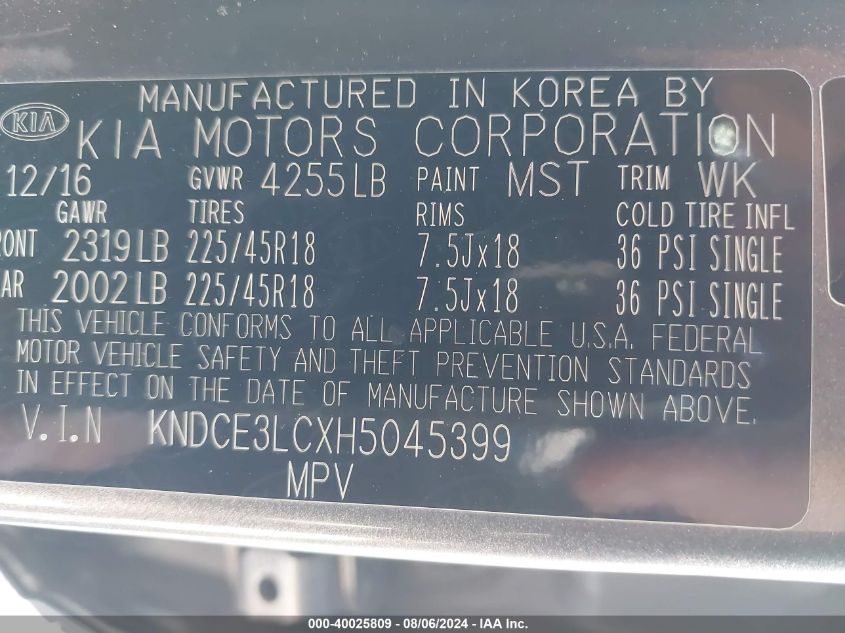 MANUFACTURED IN KOREA BY
KIA
KIA MOTORS CORPORATION
12/16 GVWR 4255LB PAINT MST TRIM WK
GAWR TIRES RIMS COLD TIRE INFL
RONT 2319LB 225/45R18 7.5Jx18 36 PSI SINGLE
AR 2002LB 225/45R18 7.5Jx18 36 PSI SINGLE
THIS VEHICLE CONFORMS TO ALL APPLICABLE U.S.A. FEDERAL
MOTOR VEHICLE SAFETY AND THEFT PREVENTION STANDARDS
IN EFFECT ON THE DATE OF MANUFACTURE SHOWN ABOVE.
V.I.N KNDCE3LCXH5045399
MPV
000-40025809 - 08/06/2024 - IAA Inc.